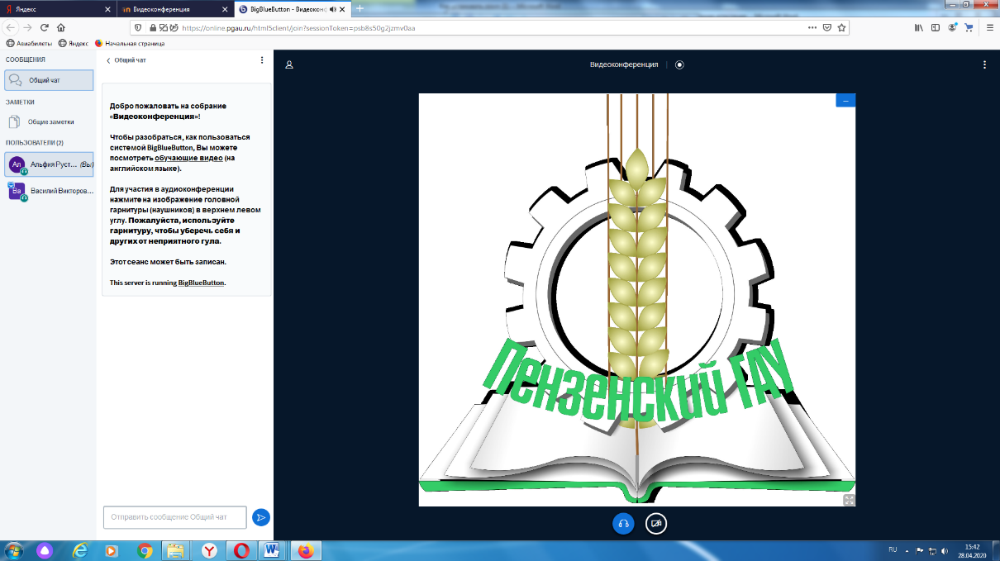 Яндекс
Видеоконференция
BigBlueButton - Видеокон
https://online.pgau.ru/html5client/join?sessionToken=psb8s50g2jzmv0aa
Авиабилеты Яндекс Начальная страница
СООБЩЕНИЯ
Общий чат
ЗАМЕТКИ
Общие заметки
ПОЛЬЗОВАТЕЛИ (2)
Ал Альфия Руст... (Вы)
Ва Василий Викторов...
Общий чат
Добро пожаловать на собрание
«Видеоконференция»!
Чтобы разобраться, как пользоваться
системой BigBlueButton, Вы можете
посмотреть обучающие видео (на
английском языке).
Для участия в аудиоконференции
нажмите на изображение головной
гарнитуры (наушников) в верхнем левом
углу. Пожалуйста, используйте
гарнитуру, чтобы уберечь себя и
других от неприятного гула.
Этот сеанс может быть записан.
This server is running BigBlueButton.
Отправить сообщение Общий чат
Видеоконференция
Пензенский ГАУ
RU
15:42
28.04.2020